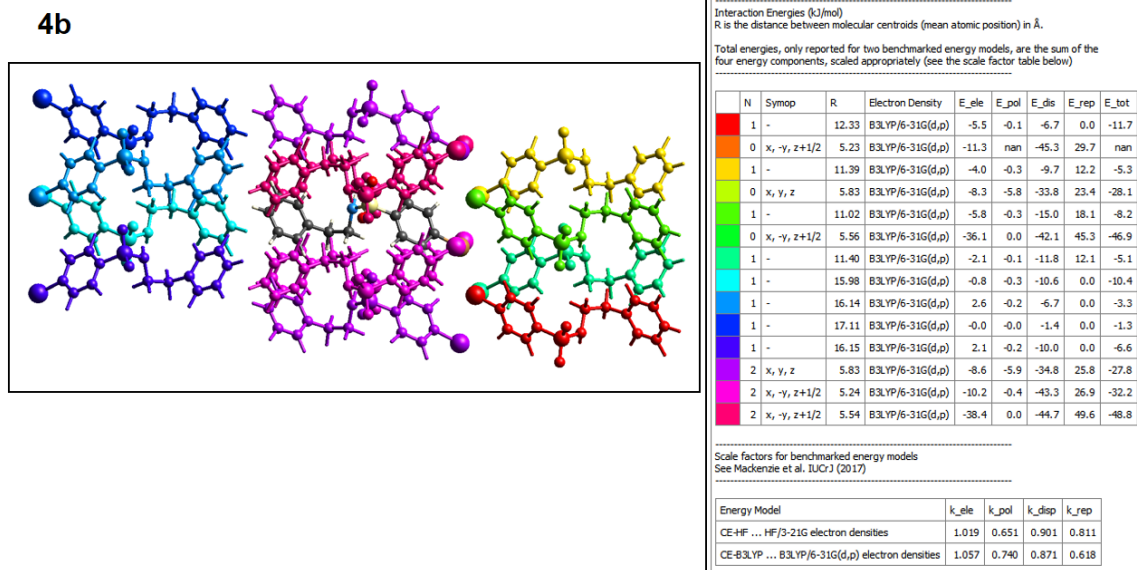 4b
Interaction Energies (kJ/mol)
R is the distance between molecular centroids (mean atomic position) in Å.
Total energies, only reported for two benchmarked energy models, are the sum of the
four energy components, scaled appropriately (see the scale factor table below)
N Symop R Electron Density E_ele E_pol E_dis E_rep E_tot
1 - 12.33 B3LYP/6-31G(d,p) -5.5 -0.1 -6.7 0.0 -11.7
0 x, -y, z+1/2 5.23 B3LYP/6-31G(d,p) -11.3 nan -45.3 29.7 nan
1 - 11.39 B3LYP/6-31G(d,p) -4.0 -0.3 -9.7 12.2 -5.3
0 x, y, z 5.83 B3LYP/6-31G(d,p) -8.3 -5.8 -33.8 23.4 -28.1
1 - 11.02 B3LYP/6-31G(d,p) -5.8 -0.3 -15.0 18.1 -8.2
0 x, -y, z+1/2 5.56 B3LYP/6-31G(d,p) -36.1 0.0 -42.1 45.3 -46.9
1 - 11.40 B3LYP/6-31G(d,p) -2.1 -0.1 -11.8 12.1 -5.1
1 - 15.98 B3LYP/6-31G(d,p) -0.8 -0.3 -10.6 0.0 -10.4
1 - 16.14 B3LYP/6-31G(d,p) 2.6 -0.2 -6.7 0.0 -3.3
1 - 17.11 B3LYP/6-31G(d,p) -0.0 -0.0 -1.4 0.0 -1.3
1 - 16.15 B3LYP/6-31G(d,p) 2.1 -0.2 -10.0 0.0 -6.6
2 x, y, z 5.83 B3LYP/6-31G(d,p) -8.6 -5.9 -34.8 25.8 -27.8
2 x, -y, z+1/2 5.24 B3LYP/6-31G(d,p) -10.2 -0.4 -43.3 26.9 -32.2
2 x, -y, z+1/2 5.54 B3LYP/6-31G(d,p) -38.4 0.0 -44.7 49.6 -48.8
Scale factors for benchmarked energy models
See Mackenzie et al. IUCrJ (2017)
Energy Model k_ele k_pol k_disp k_rep
CE-HF ... HF/3-21G electron densities 1.019 0.651 0.901 0.811
CE-B3LYP ... B3LYP/6-31G(d,p) electron densities 1.057 0.740 0.871 0.618